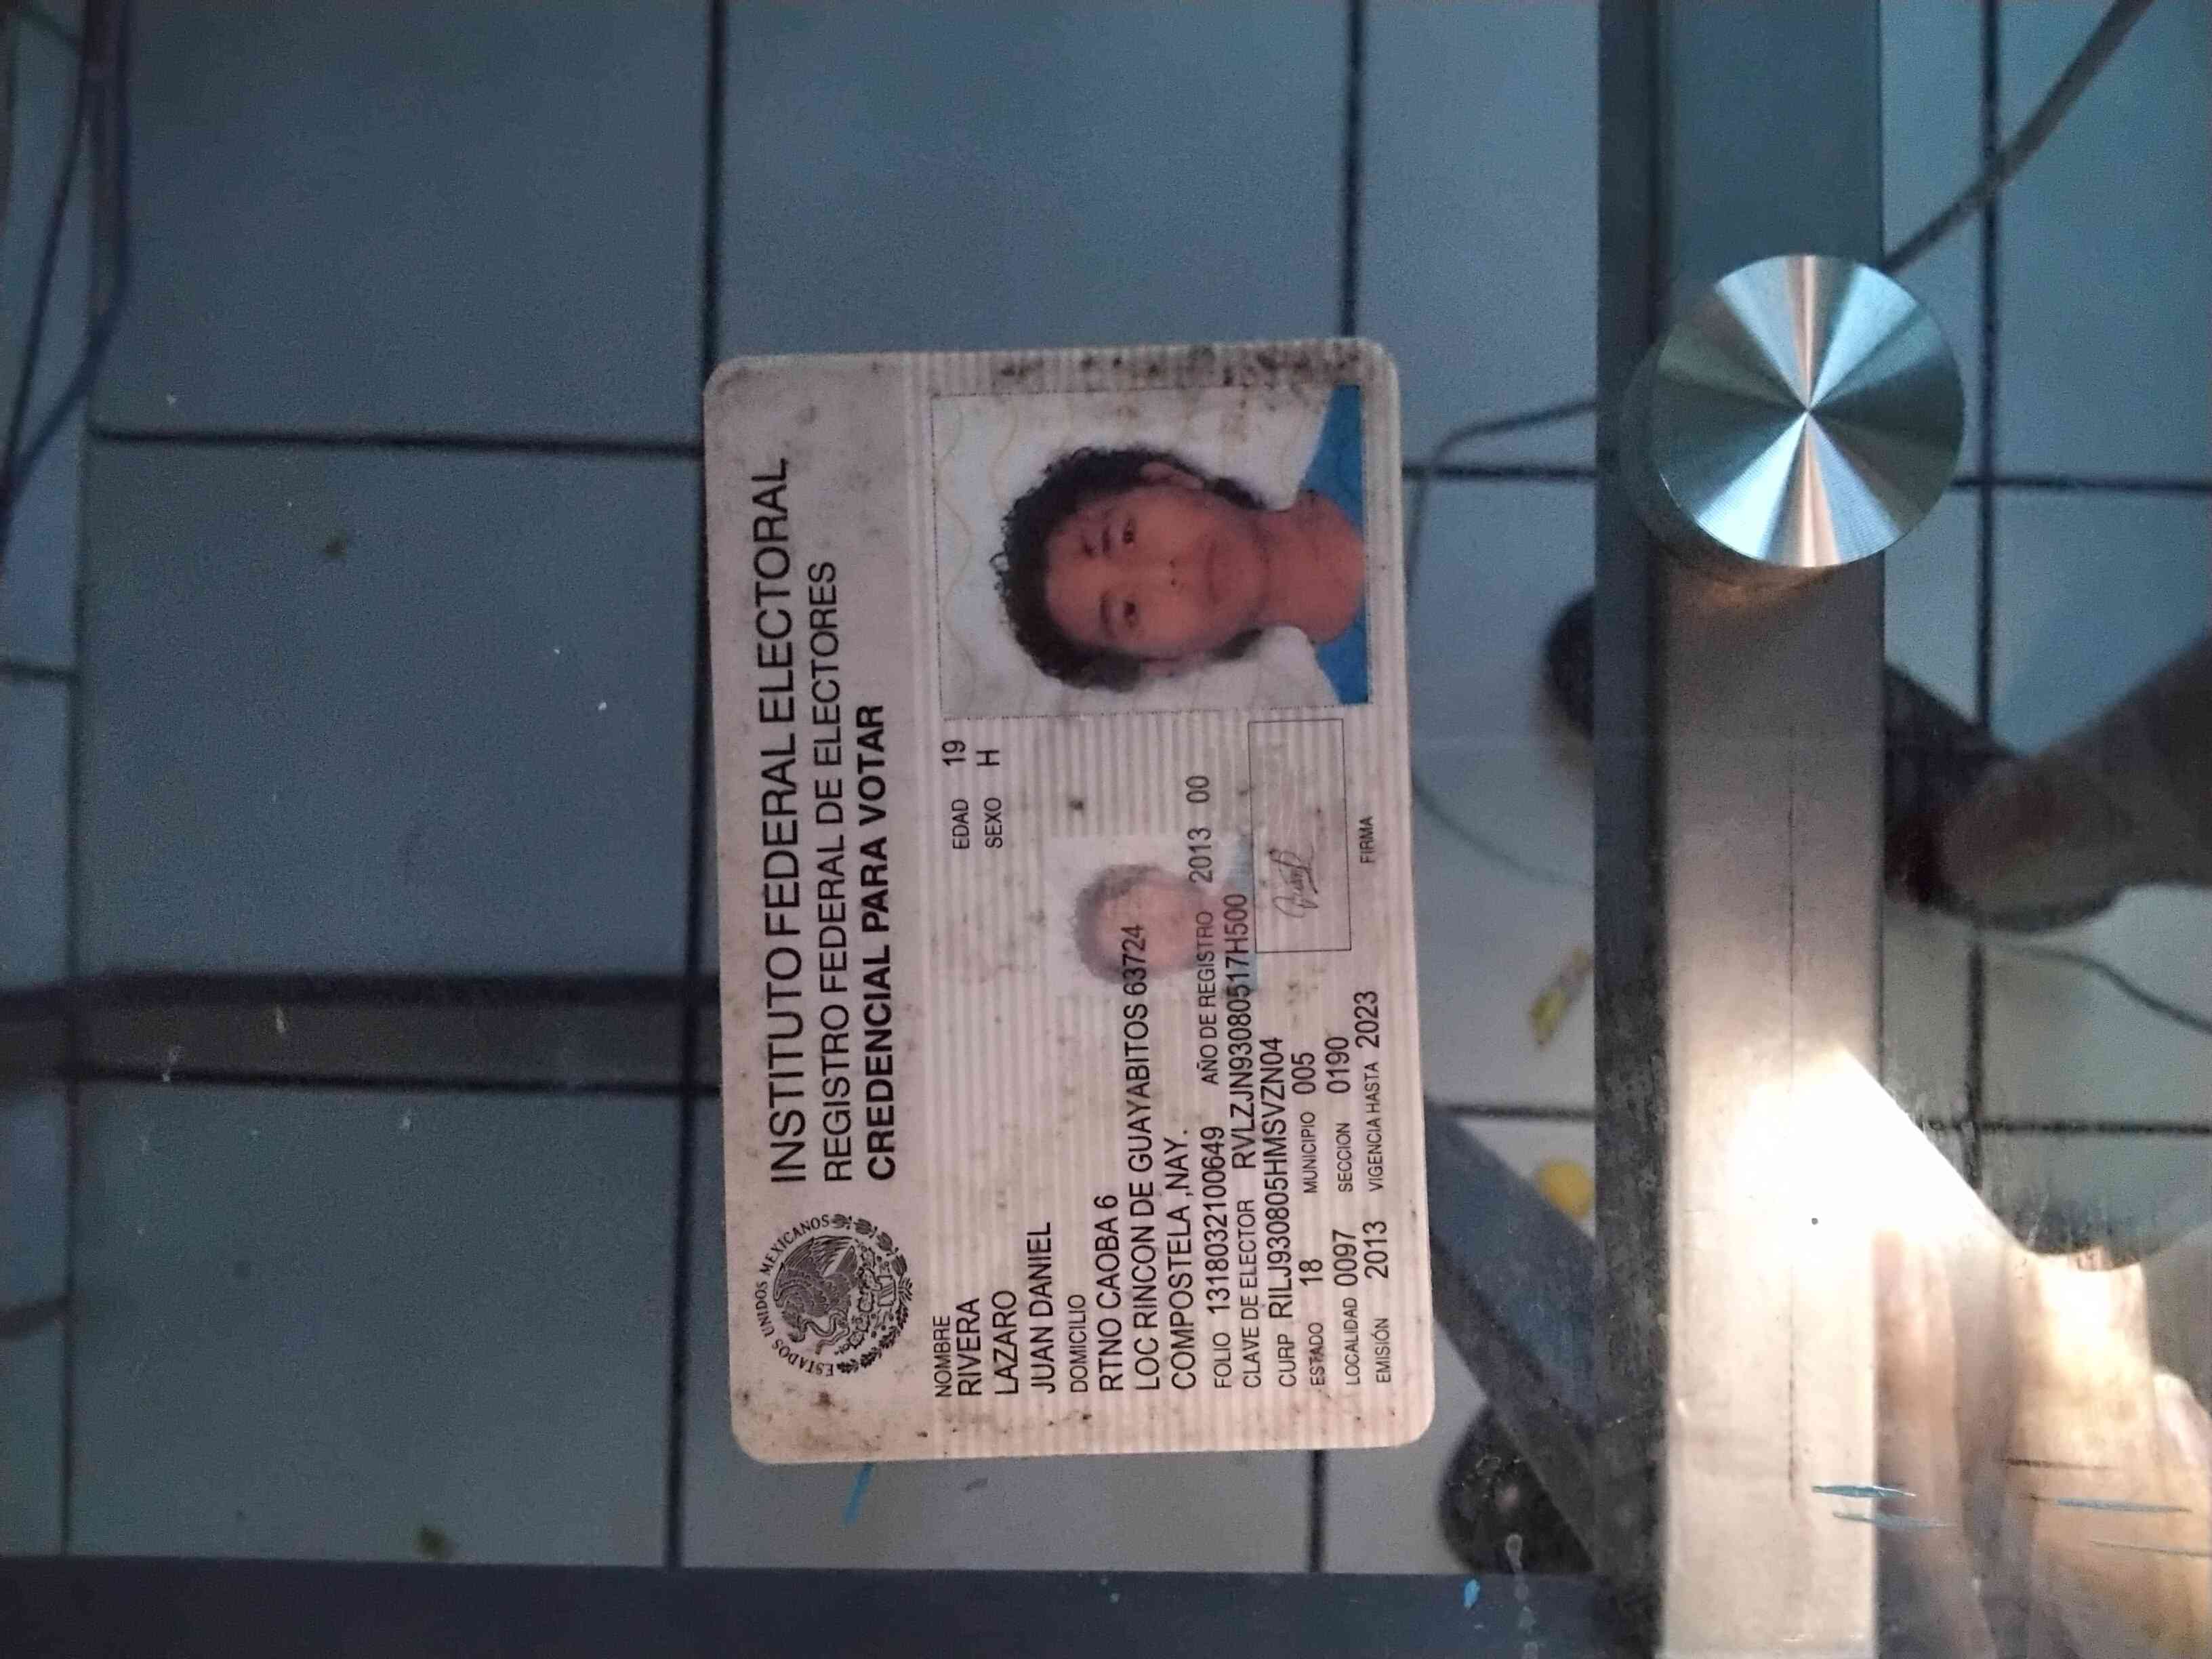 ESTADOS UNIDOS MEXICANOS
INSTITUTO FEDERAL ELECTORAL
REGISTRO FEDERAL DE ELECTORES
CREDENCIAL PARA VOTAR
NOMBRE
RIVERA
LAZARO
JUAN DANIEL
EDAD 19
SEXO H
DOMICILIO
RTNO CAOBA 6
LOC RINCON DE GUAYABITOS 63724
COMPOSTELA ,NAY.
FOLIO 1318032100649 AÑO DE REGISTRO 2013 00
CLAVE DE ELECTOR RVLZJN93080517H500
CURP RILJ930805HMSVZN04
ESTADO 18 MUNICIPIO 005
LOCALIDAD 0097 SECCION 0190
EMISIÓN 2013 VIGENCIA HASTA 2023
FIRMA